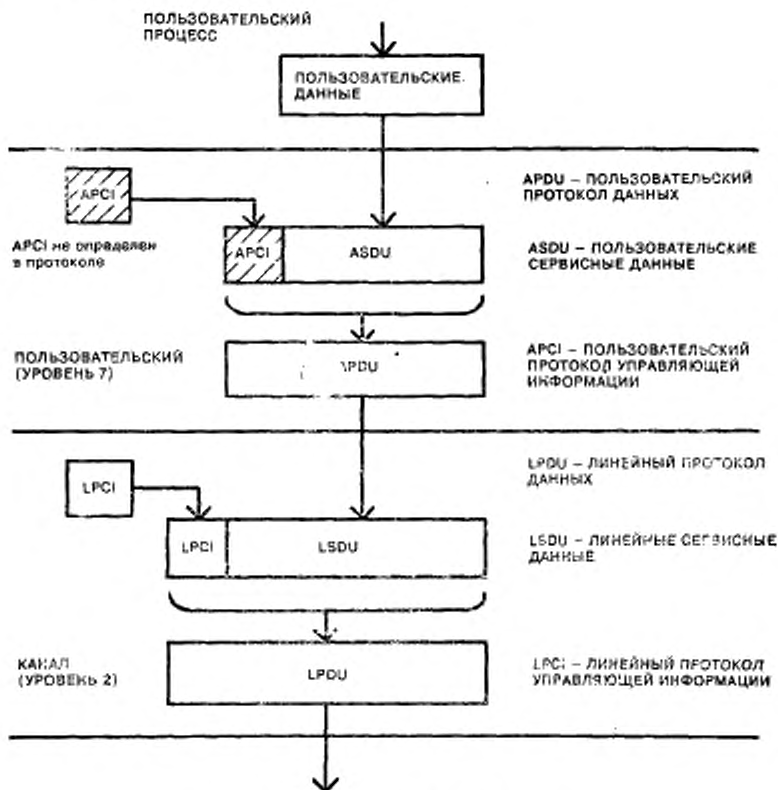 ПОЛЬЗОВАТЕЛЬСКИЙ
ПРОЦЕСС
ПОЛЬЗОВАТЕЛЬСКИЕ.
ДАННЫЕ
APCI
APDU – ПОЛЬЗОВАТЕЛЬСКИЙ
ПРОТОКОЛ ДАННЫХ
APCI не определен
в протоколе
APCI
ASDU
ASDU – ПОЛЬЗОВАТЕЛЬСКИЕ
СЕРВИСНЫЕ ДАННЫЕ
ПОЛЬЗОВАТЕЛЬСКИЙ
(УРОВЕНЬ 7)
APDU
APCI – ПОЛЬЗОВАТЕЛЬСКИЙ
ПРОТОКОЛ УПРАВЛЯЮЩЕЙ
ИНФОРМАЦИИ
LPCI
LPDU – ЛИНЕЙНЫЙ ПРОТОКОЛ
ДАННЫХ
LPCI
LSDU
LSDU – ЛИНЕЙНЫЕ СЕРВИСНЫЕ
ДАННЫЕ
КАНАЛ
(УРОВЕНЬ 2)
LPDU
LPCI – ЛИНЕЙНЫЙ ПРОТОКОЛ
УПРАВЛЯЮЩЕЙ ИНФОРМАЦИИ